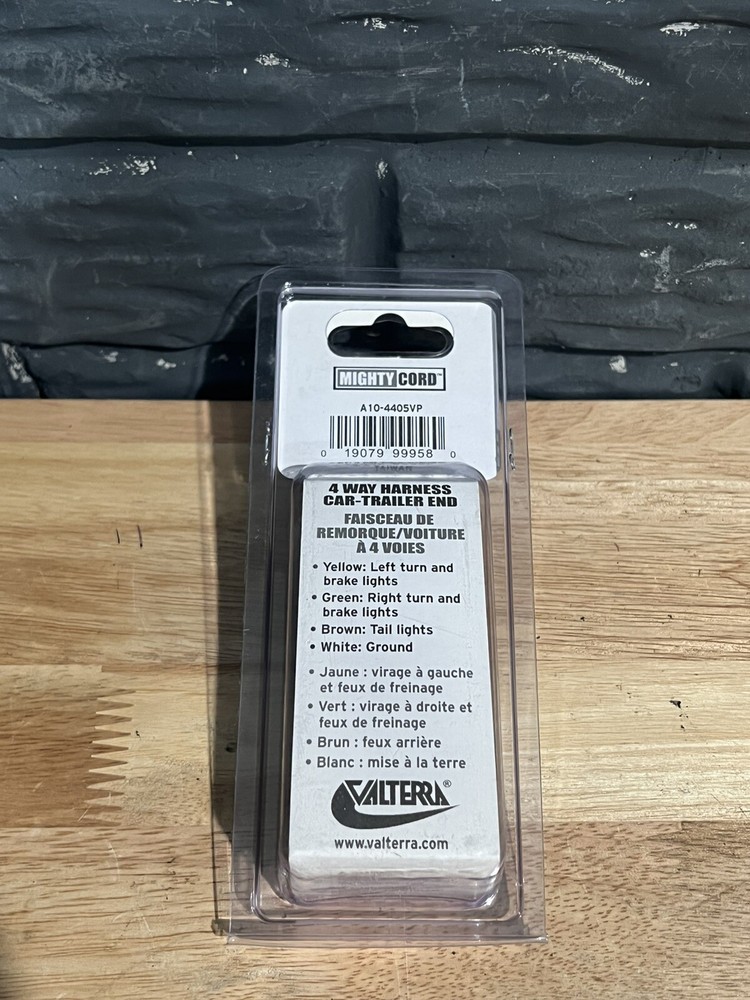 MIGHTY CORD™
A10-4405VP
0 19079 99958 0
TAIWAN
4 WAY HARNESS
CAR-TRAILER END
FAISCEAU DE
REMORQUE/VOITURE
À 4 VOIES
• Yellow: Left turn and
brake lights
• Green: Right turn and
brake lights
• Brown: Tail lights
• White: Ground
• Jaune : virage à gauche
et feux de freinage
• Vert : virage à droite et
feux de freinage
• Brun : feux arrière
• Blanc : mise à la terre
VALTERRA®
www.valterra.com